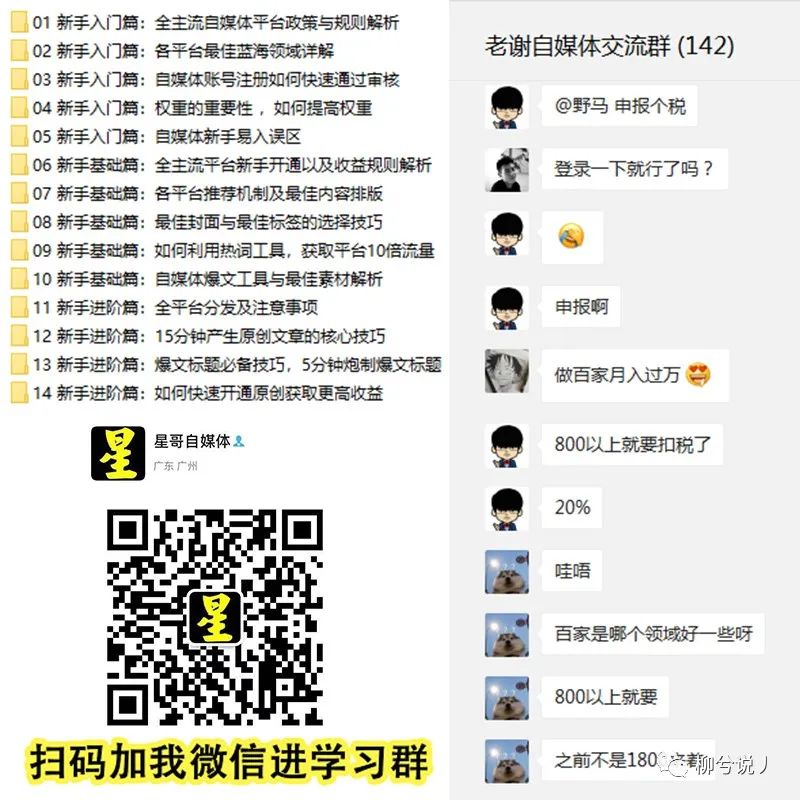 01 新手入门篇：全主流自媒体平台政策与规则解析
02 新手入门篇：各平台最佳蓝海领域详解
03 新手入门篇：自媒体账号注册如何快速通过审核
04 新手入门篇：权重的重要性，如何提高权重
05 新手入门篇：自媒体新手易入误区
06 新手基础篇：全主流平台新手开通以及收益规则解析
07 新手基础篇：各平台推荐机制及最佳内容排版
08 新手基础篇：最佳封面与最佳标签的选择技巧
09 新手基础篇：如何利用热词工具，获取平台10倍流量
10 新手基础篇：自媒体爆文工具与最佳素材解析
11 新手进阶篇：全平台分发及注意事项
12 新手进阶篇：15分钟产生原创文章的核心技巧
13 新手进阶篇：爆文标题必备技巧，5分钟炮制爆文标题
14 新手进阶篇：如何快速开通原创获取更高收益
星
星哥自媒体
广东 广州
星
扫码加我微信进学习群
老谢自媒体交流群 (142)
@野马 申报个税
登录一下就行了吗？
申报啊
做百家月入过万
800以上就要扣税了
20%
哇唔
百家是哪个领域好一些呀
800以上就要
之前不是180
柳兮说丿